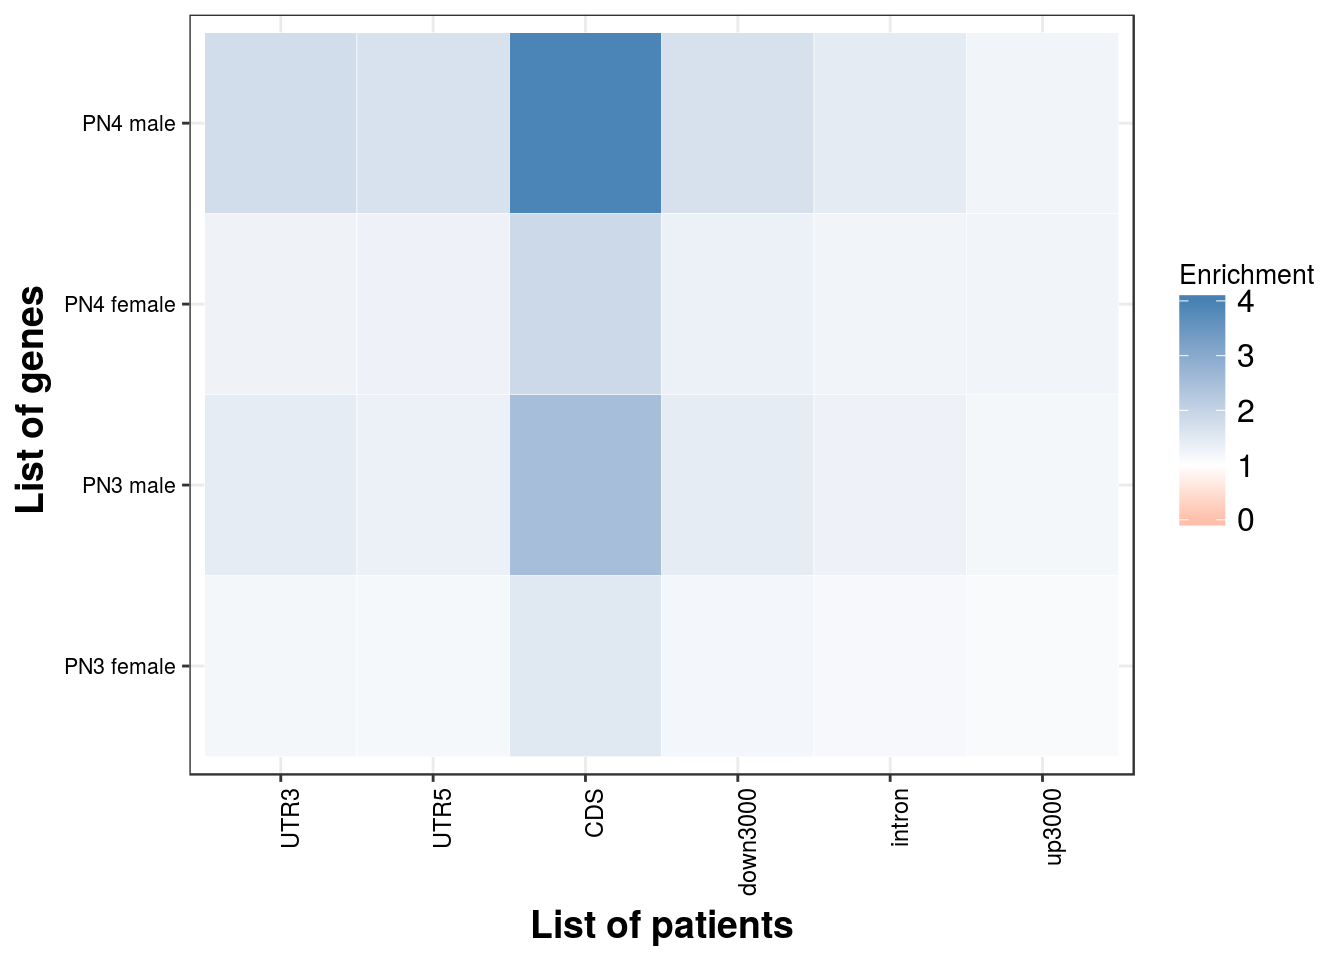 List of genes
PN4 male
PN4 female
PN3 male
PN3 female
UTR3
UTR5
CDS
down3000
intron
up3000
List of patients
Enrichment
4
3
2
1
0